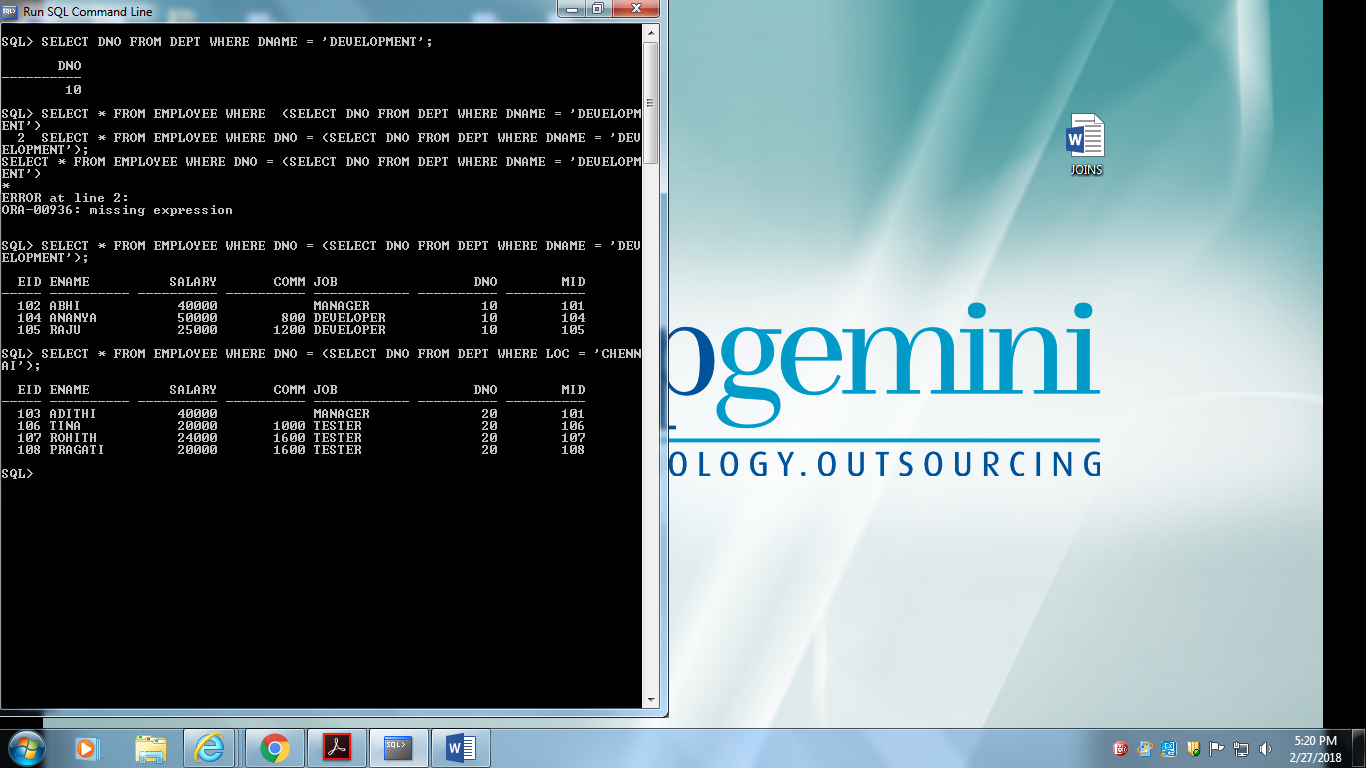 Run SQL Command Line
SQL> SELECT DNO FROM DEPT WHERE DNAME = 'DEVELOPMENT';
DNO
----------
10
SQL> SELECT * FROM EMPLOYEE WHERE  (SELECT DNO FROM DEPT WHERE DNAME = 'DEVELOPM
ENT')
2  SELECT * FROM EMPLOYEE WHERE DNO = (SELECT DNO FROM DEPT WHERE DNAME = 'DEV
ELOPMENT');
SELECT * FROM EMPLOYEE WHERE DNO = (SELECT DNO FROM DEPT WHERE DNAME = 'DEVELOPM
ENT')
*
ERROR at line 2:
ORA-00936: missing expression
SQL> SELECT * FROM EMPLOYEE WHERE DNO = (SELECT DNO FROM DEPT WHERE DNAME = 'DEV
ELOPMENT');
EID ENAME SALARY COMM JOB DNO MID
----- ---------- ---------- ---------- ------------ ---------- ----------
102 ABHI 40000 MANAGER 10 101
104 ANANYA 50000 800 DEVELOPER 10 104
105 RAJU 25000 1200 DEVELOPER 10 105
SQL> SELECT * FROM EMPLOYEE WHERE DNO = (SELECT DNO FROM DEPT WHERE LOC = 'CHENN
AI');
EID ENAME SALARY COMM JOB DNO MID
----- ---------- ---------- ---------- ------------ ---------- ----------
103 ADITHI 40000 MANAGER 20 101
106 TINA 20000 1000 TESTER 20 106
107 ROHITH 24000 1600 TESTER 20 107
108 PRAGATI 20000 1600 TESTER 20 108
SQL>
JOINS
pgemini
OLOGY.OUTSOURCING
5:20 PM
2/27/2018